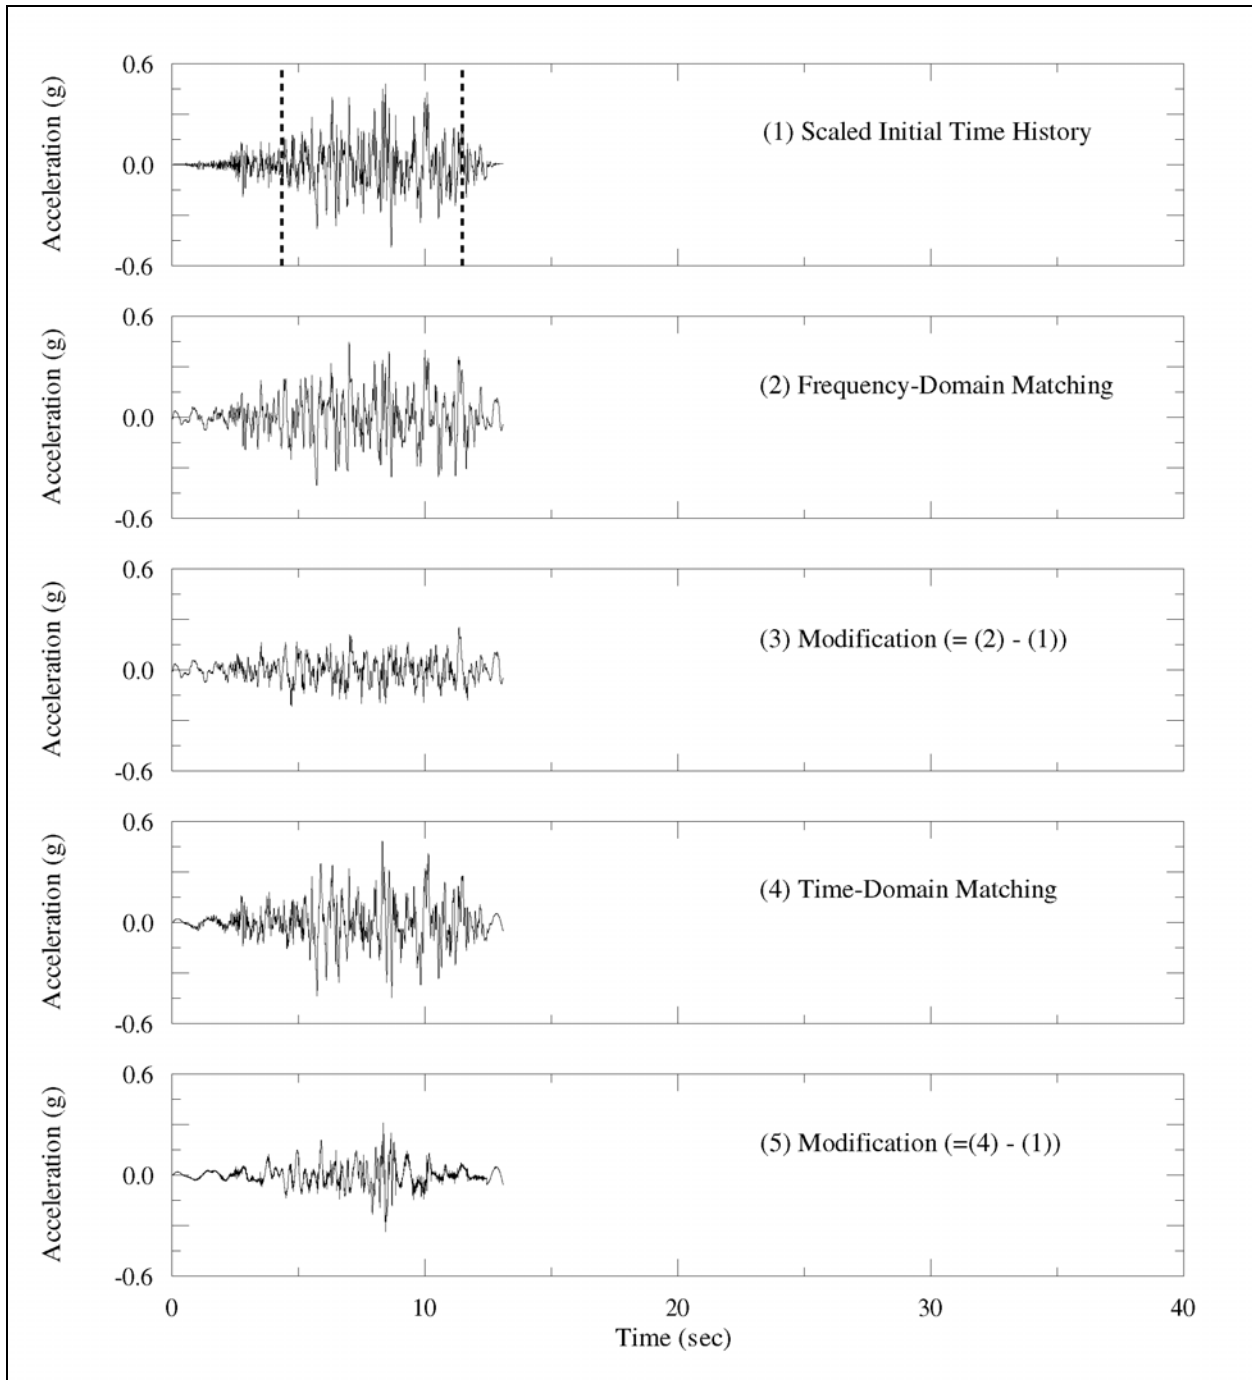 0.6
Acceleration (g)
(1) Scaled Initial Time History
0.0
-0.6
0.6
Acceleration (g)
(2) Frequency-Domain Matching
0.0
-0.6
0.6
Acceleration (g)
(3) Modification (= (2) - (1))
0.0
-0.6
0.6
Acceleration (g)
(4) Time-Domain Matching
0.0
-0.6
0.6
Acceleration (g)
(5) Modification (=(4) - (1))
0.0
-0.6
0 10 20 30 40
Time (sec)